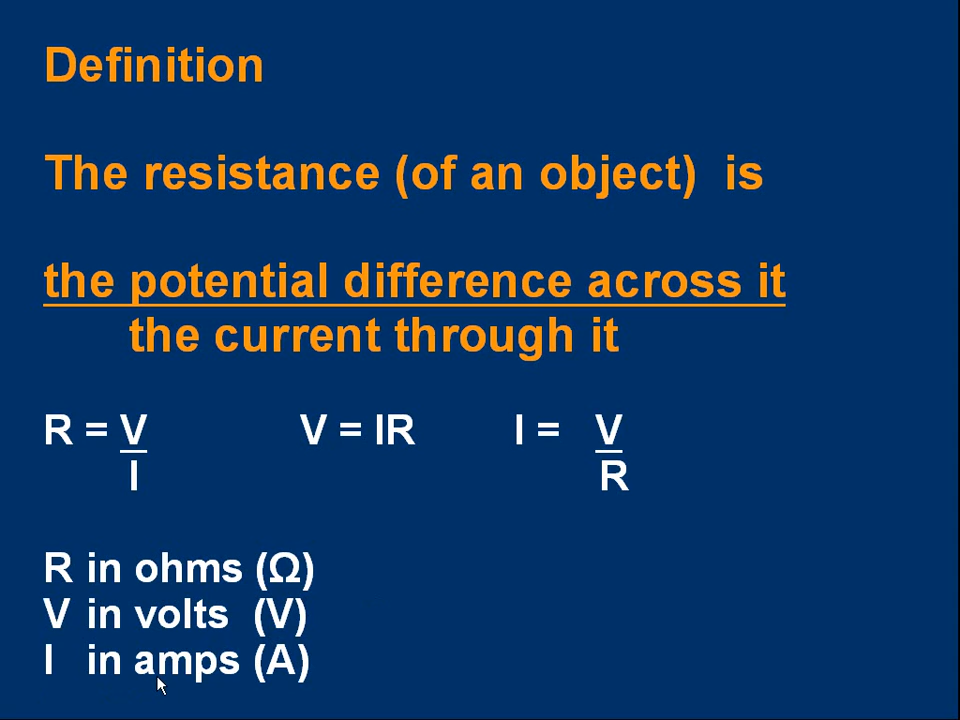 Definition
The resistance (of an object) is
the potential difference across it
the current through it
R = V V = IR I = V
I R
R in ohms (Ω)
V in volts (V)
I in amps (A)